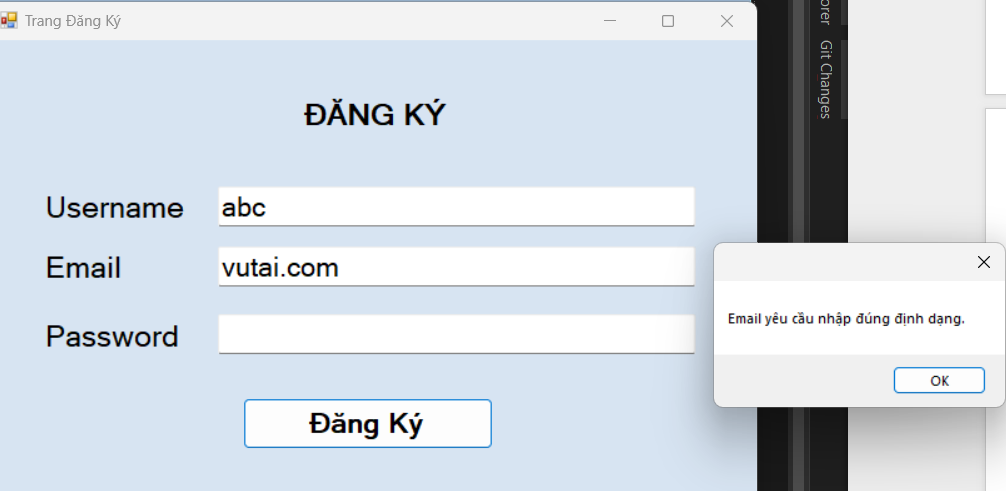 Trang Đăng Ký
ĐĂNG KÝ
Username abc
Email vutai.com
Password
Đăng Ký
Git Changes
Email yêu cầu nhập đúng định dạng.
OK